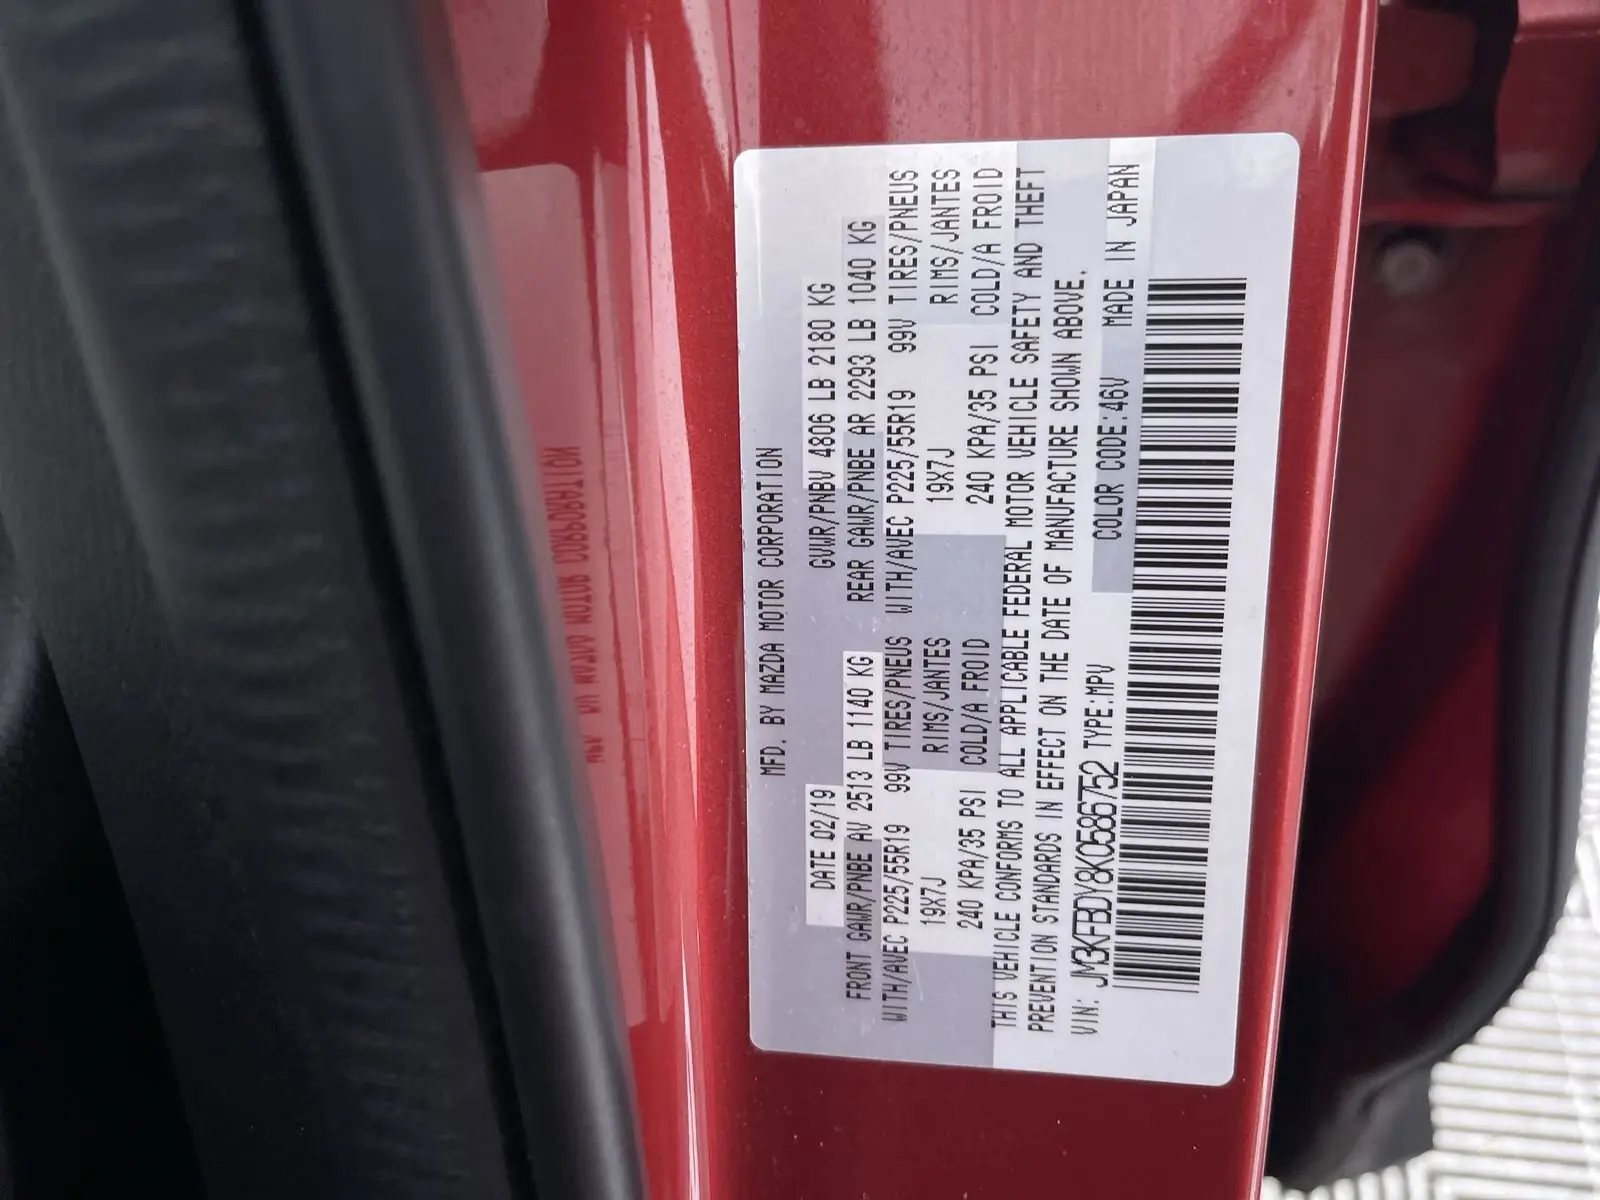 MFD. BY MAZDA MOTOR CORPORATION
DATE 02/19 GVWR/PNBV 4806 LB 2180 KG
FRONT GAWR/PNBE AV 2513 LB 1140 KG REAR GAWR/PNBE AR 2293 LB 1040 KG
WITH/AVEC P225/55R19 99V TIRES/PNEUS WITH/AVEC P225/55R19 99V TIRES/PNEUS
19X7J RIMS/JANTES 19X7J RIMS/JANTES
240 KPA/35 PSI COLD/A FROID 240 KPA/35 PSI COLD/A FROID
THIS VEHICLE CONFORMS TO ALL APPLICABLE FEDERAL MOTOR VEHICLE SAFETY AND THEFT
PREVENTION STANDARDS IN EFFECT ON THE DATE OF MANUFACTURE SHOWN ABOVE.
VIN: JM3KFBDY8K0586752 TYPE:MPV COLOR CODE:46V MADE IN JAPAN